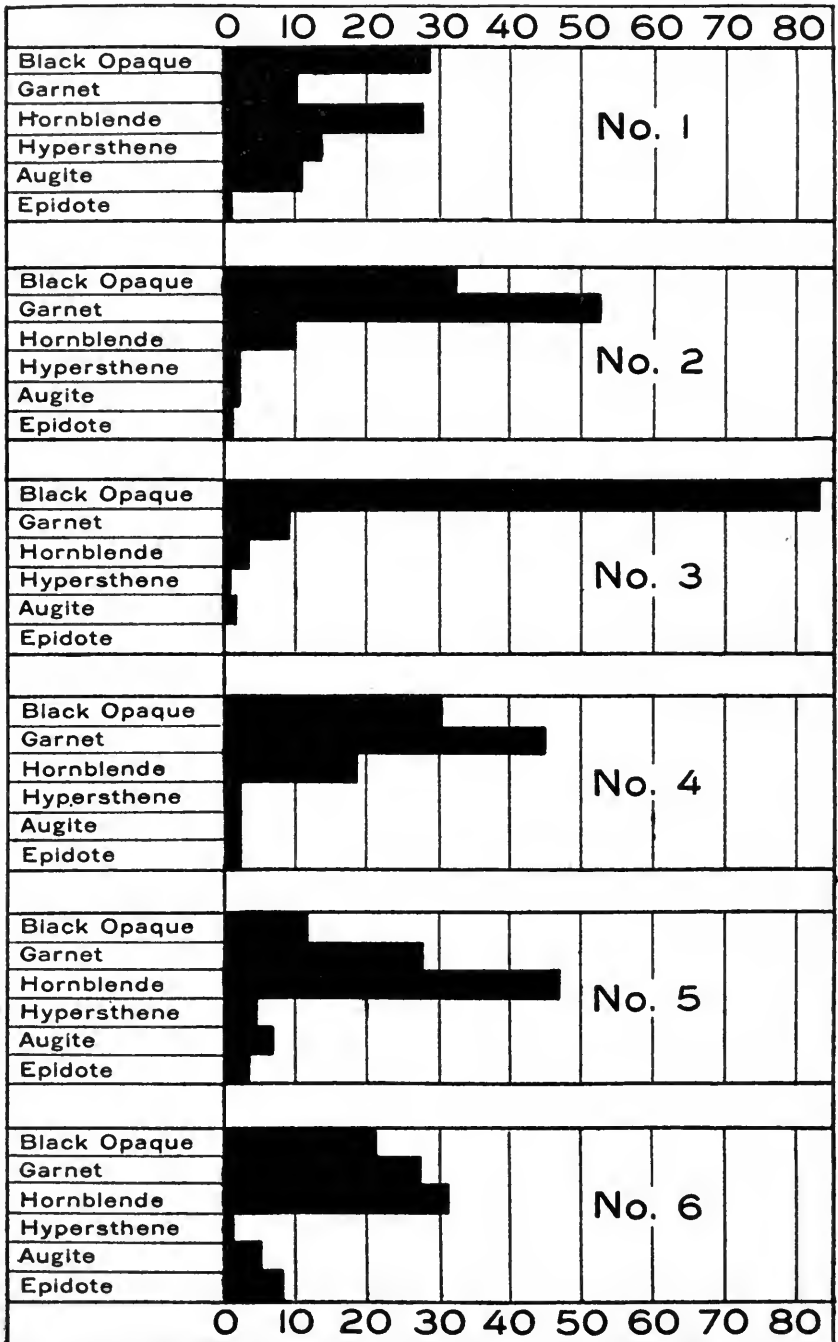 0 10 20 30 40 50 60 70 80
Black Opaque
Garnet
Hornblende
Hypersthene
Augite
Epidote
No. 1
Black Opaque
Garnet
Hornblende
Hypersthene
Augite
Epidote
No. 2
Black Opaque
Garnet
Hornblende
Hypersthene
Augite
Epidote
No. 3
Black Opaque
Garnet
Hornblende
Hypersthene
Augite
Epidote
No. 4
Black Opaque
Garnet
Hornblende
Hypersthene
Augite
Epidote
No. 5
Black Opaque
Garnet
Hornblende
Hypersthene
Augite
Epidote
No. 6
0 10 20 30 40 50 60 70 80